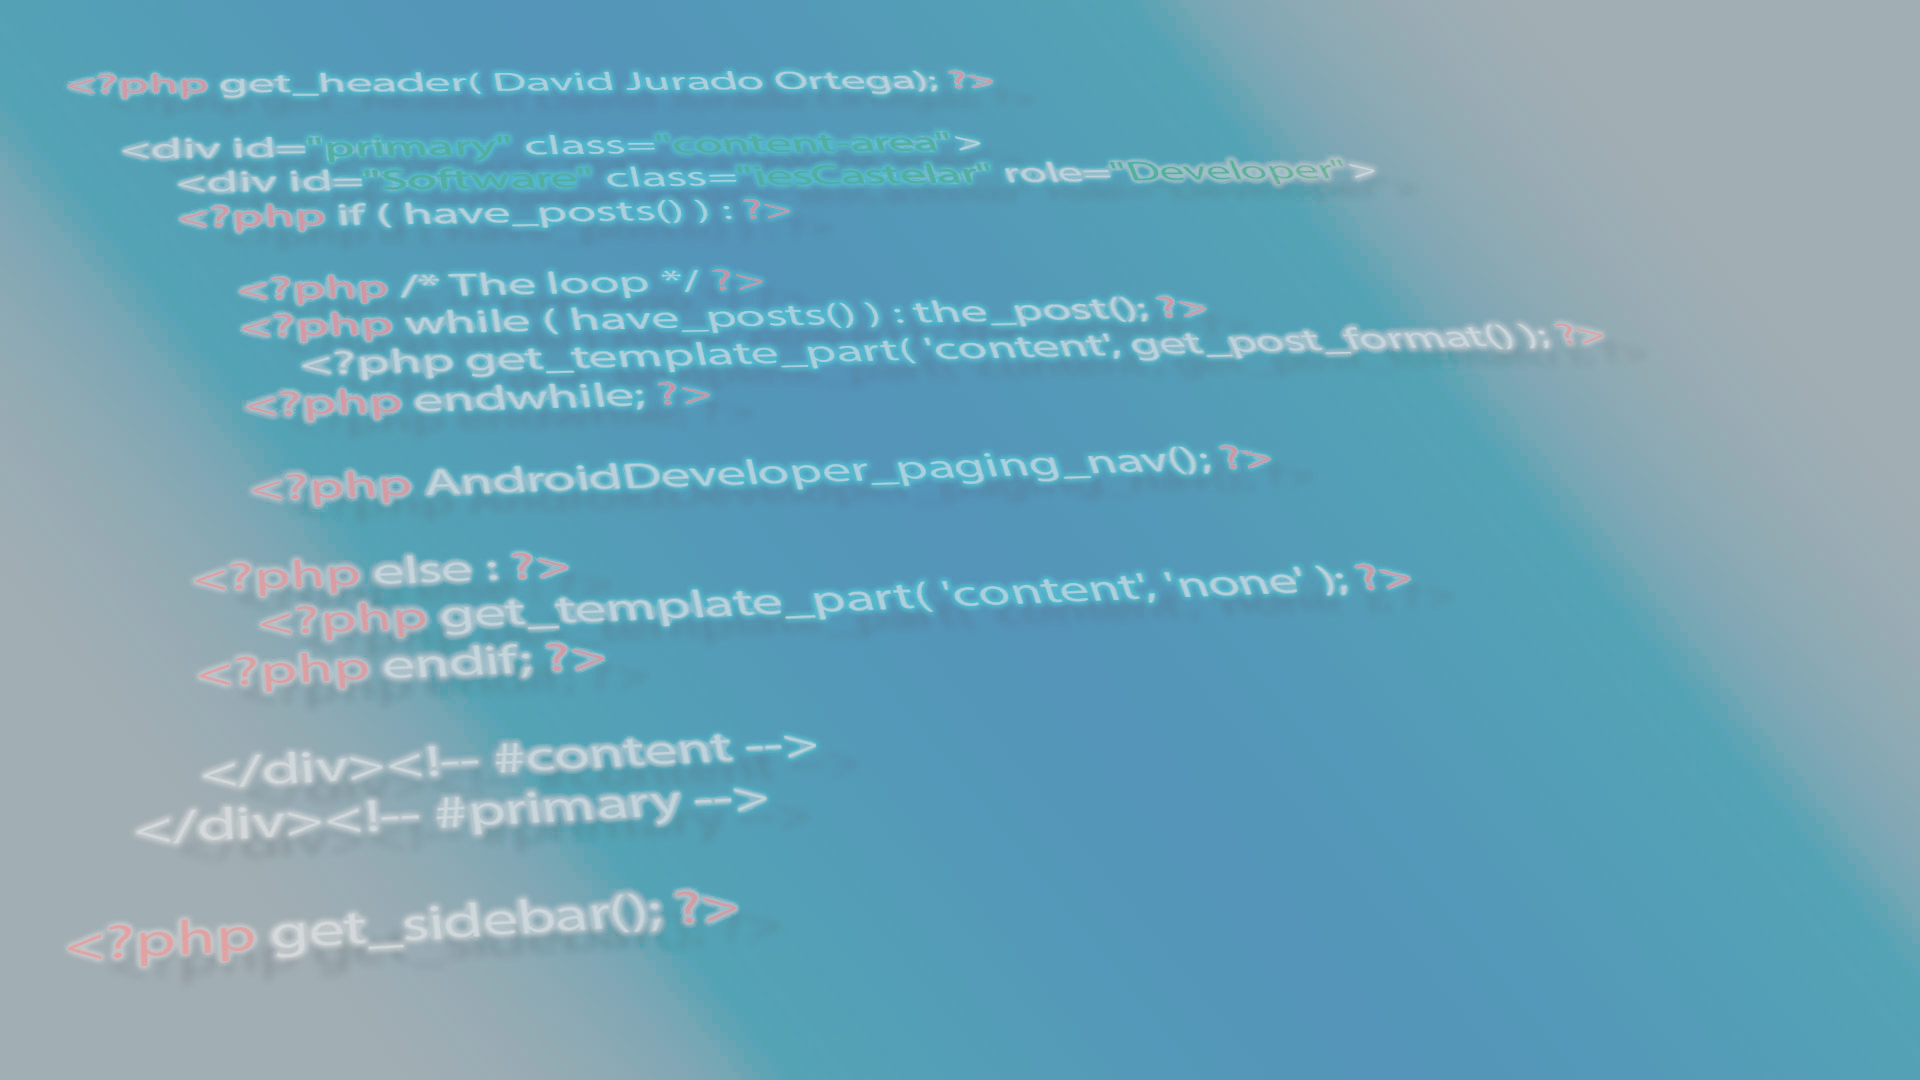 <?php get_header( David Jurado Ortega); ?>
<div id="primary" class="content-area">
<div id="Software" class="iesCastelar" role="Developer">
<?php if ( have_posts() ) : ?>
<?php /* The loop */ ?>
<?php while ( have_posts() ) : the_post(); ?>
<?php get_template_part( 'content', get_post_format() ); ?>
<?php endwhile; ?>
<?php AndroidDeveloper_paging_nav(); ?>
<?php else : ?>
<?php get_template_part( 'content', 'none' ); ?>
<?php endif; ?>
</div><!-- #content -->
</div><!-- #primary -->
<?php get_sidebar(); ?>